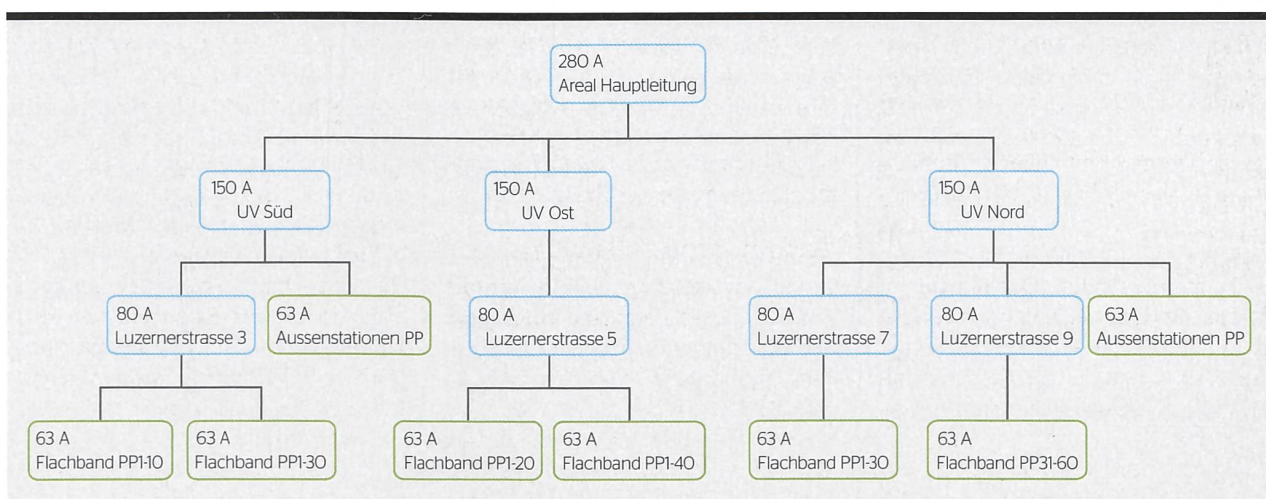 280 A
Areal Hauptleitung
150 A
UV Süd
150 A
UV Ost
150 A
UV Nord
80 A
Luzernerstrasse 3
63 A
Aussenstationen PP
80 A
Luzernerstrasse 5
80 A
Luzernerstrasse 7
80 A
Luzernerstrasse 9
63 A
Aussenstationen PP
63 A
Flachband PP1-10
63 A
Flachband PP1-30
63 A
Flachband PP1-20
63 A
Flachband PP1-40
63 A
Flachband PP1-30
63 A
Flachband PP31-60